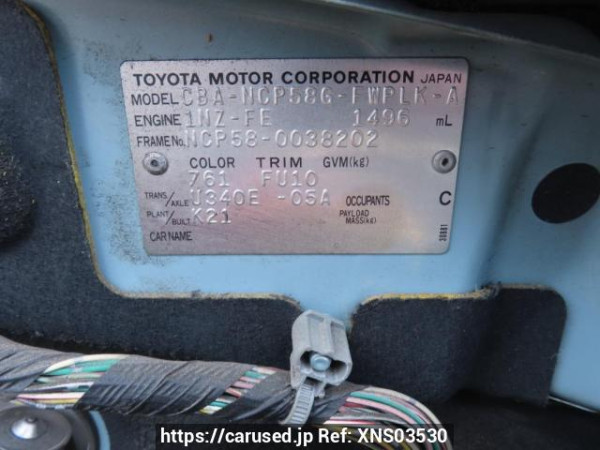 TOYOTA MOTOR CORPORATION JAPAN
MODEL CBA-NCP58G-EWPLK-A
ENGINE 1NZ-FE 1496 mL
FRAME No. NCP58-0038202
COLOR TRIM GVM(kg)
761 FU10
TRANS/AXLE U340E -05A OCCUPANTS C
PLANT/BUILT K21 PAYLOAD MASS(kg)
CAR NAME
https://carused.jp Ref: XNS03530